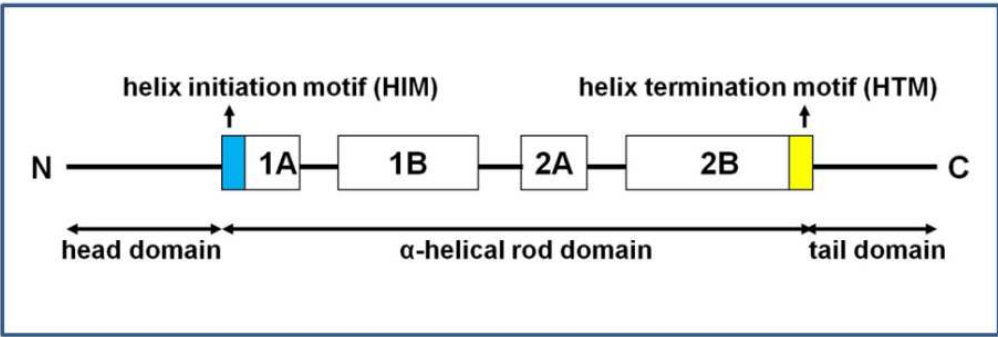 helix initiation motif (HIM) helix termination motif (HTM)
N 1A 1B 2A 2B C
head domain α-helical rod domain tail domain